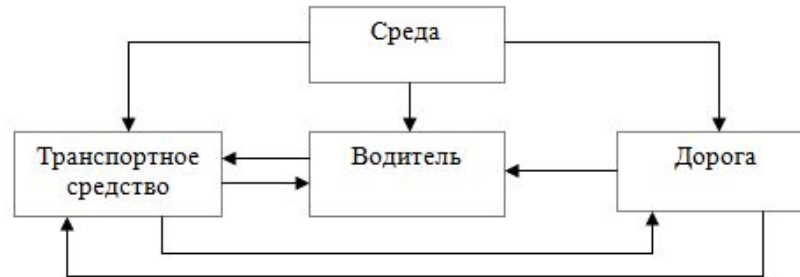 Среда
Транспортное
средство
Водитель
Дорога